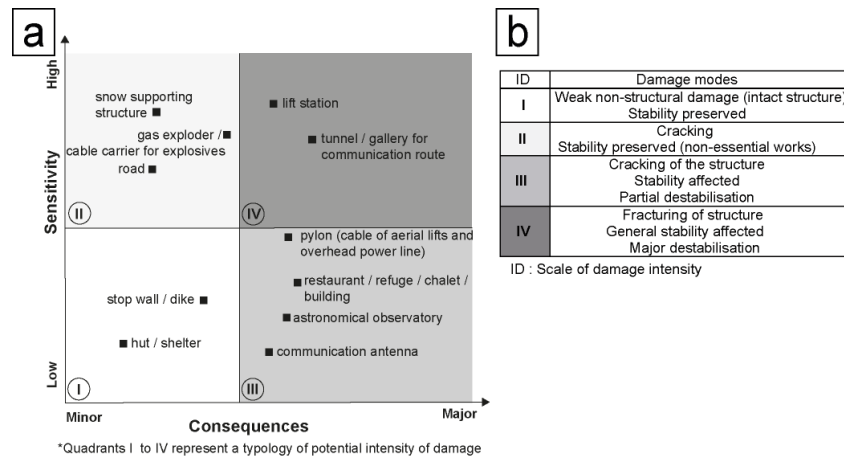 a
High
Sensitivity
Low
snow supporting
structure
gas exploder /
cable carrier for explosives
road
II
lift station
tunnel / gallery for
communication route
IV
stop wall / dike
hut / shelter
I
pylon (cable of aerial lifts and
overhead power line)
restaurant / refuge / chalet /
building
astronomical observatory
communication antenna
III
Minor
Major
Consequences
*Quadrants I to IV represent a typology of potential intensity of damage
b
ID Damage modes
I Weak non-structural damage (intact structure)
Stability preserved
II Cracking
Stability preserved (non-essential works)
III Cracking of the structure
Stability affected
Partial destabilisation
IV Fracturing of structure
General stability affected
Major destabilisation
ID : Scale of damage intensity